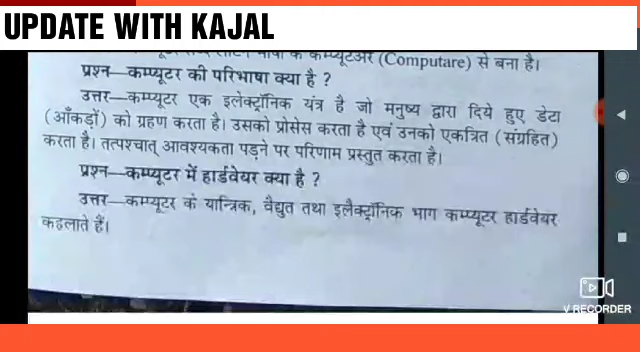 UPDATE WITH KAJAL
के कम्प्यूटअर (Computare) से बना है।
प्रश्न—कम्प्यूटर की परिभाषा क्या है ?
उत्तर—कम्प्यूटर एक इलेक्ट्रॉनिक यंत्र है जो मनुष्य द्वारा दिये हुए डेटा
(आँकड़ों) को ग्रहण करता है। उसको प्रोसेस करता है एवं उनको एकत्रित (संग्रहित)
करता है। तत्पश्चात् आवश्यकता पड़ने पर परिणाम प्रस्तुत करता है।
प्रश्न—कम्प्यूटर में हार्डवेयर क्या है ?
उत्तर—कम्प्यूटर के यान्त्रिक, वैद्युत तथा इलैक्ट्रॉनिक भाग कम्प्यूटर हार्डवेयर
कहलाते हैं।
V RECORDER